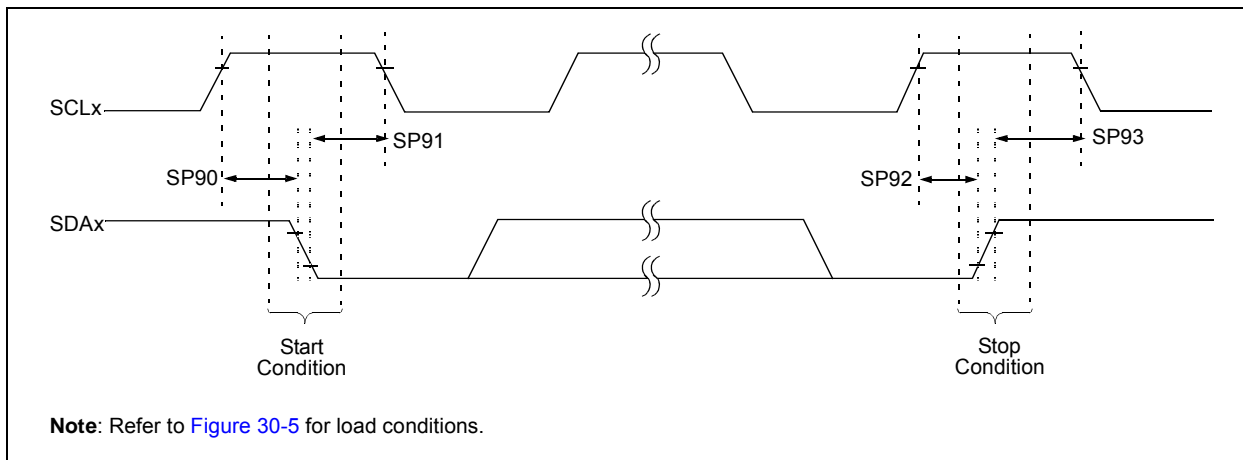 SCLx
SP91
SP93
SP90
SP92
SDAx
Start
Condition
Stop
Condition
Note: Refer to Figure 30-5 for load conditions.